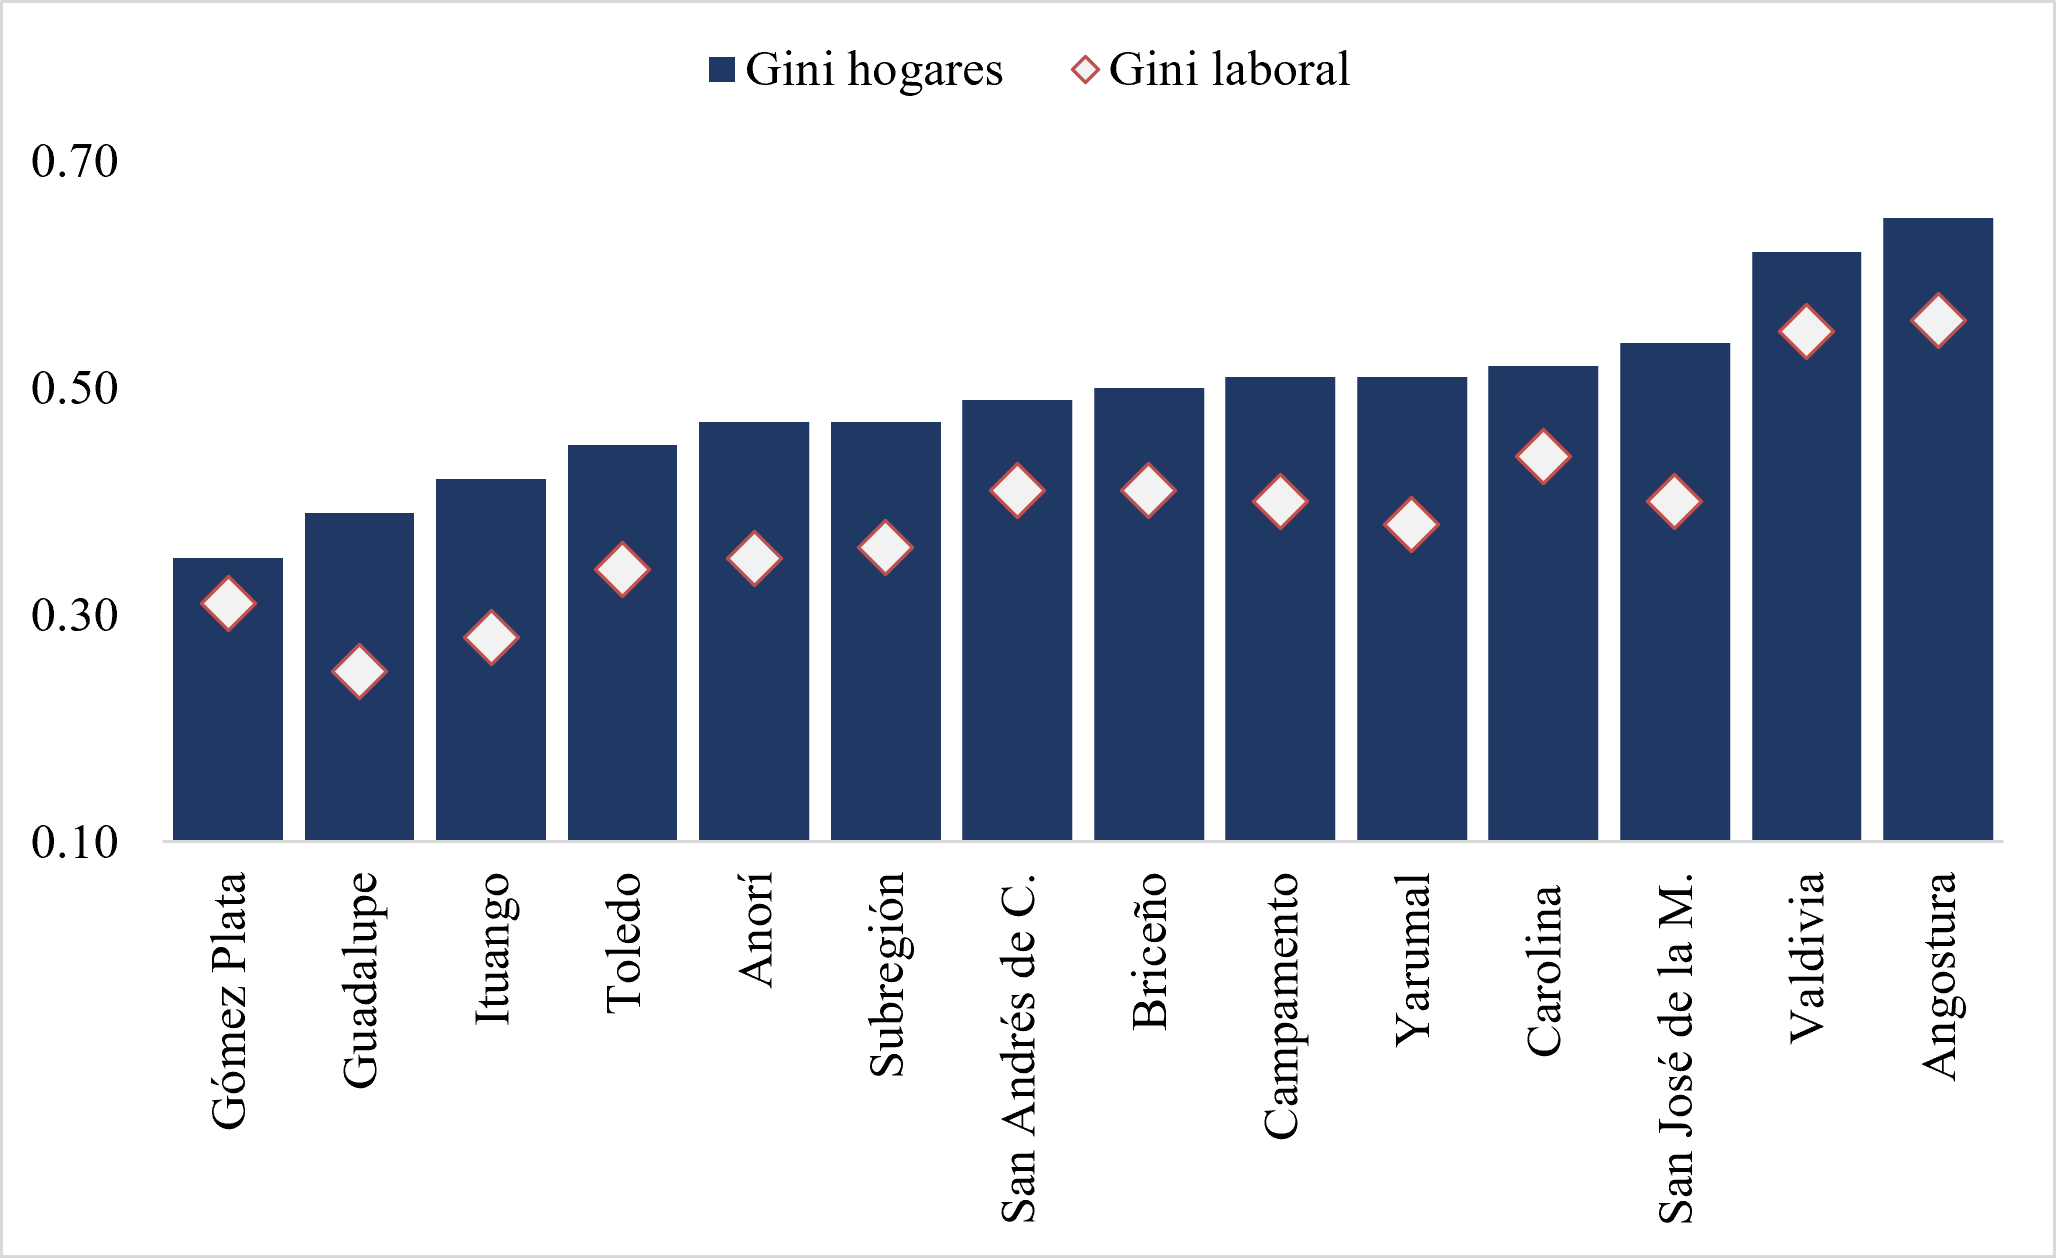 Gini hogares Gini laboral
0.70
0.50
0.30
0.10
Gómez Plata
Guadalupe
Ituango
Toledo
Anorí
Subregión
San Andrés de C.
Briceño
Campamento
Yarumal
Carolina
San José de la M.
Valdivia
Angostura